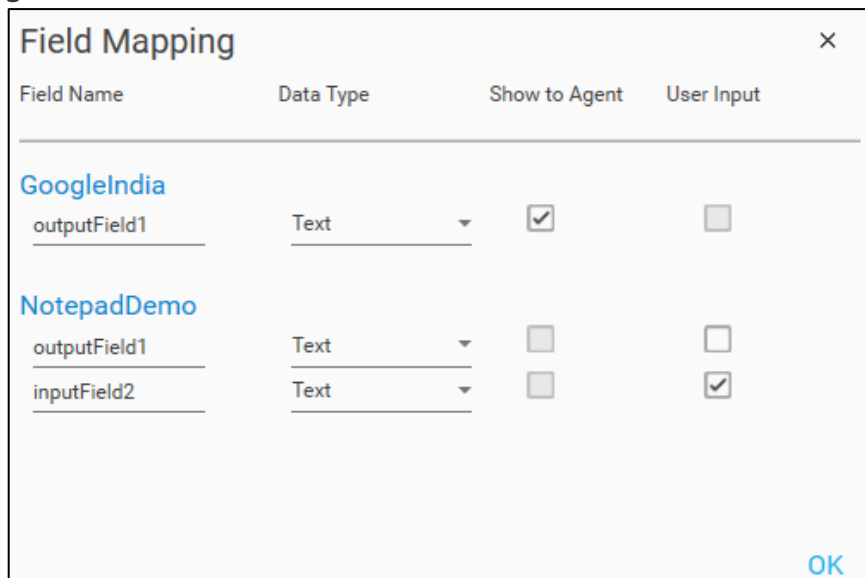 Field Mapping
Field Name Data Type Show to Agent User Input
GoogleIndia
outputField1 Text
NotepadDemo
outputField1 Text
inputField2 Text
OK